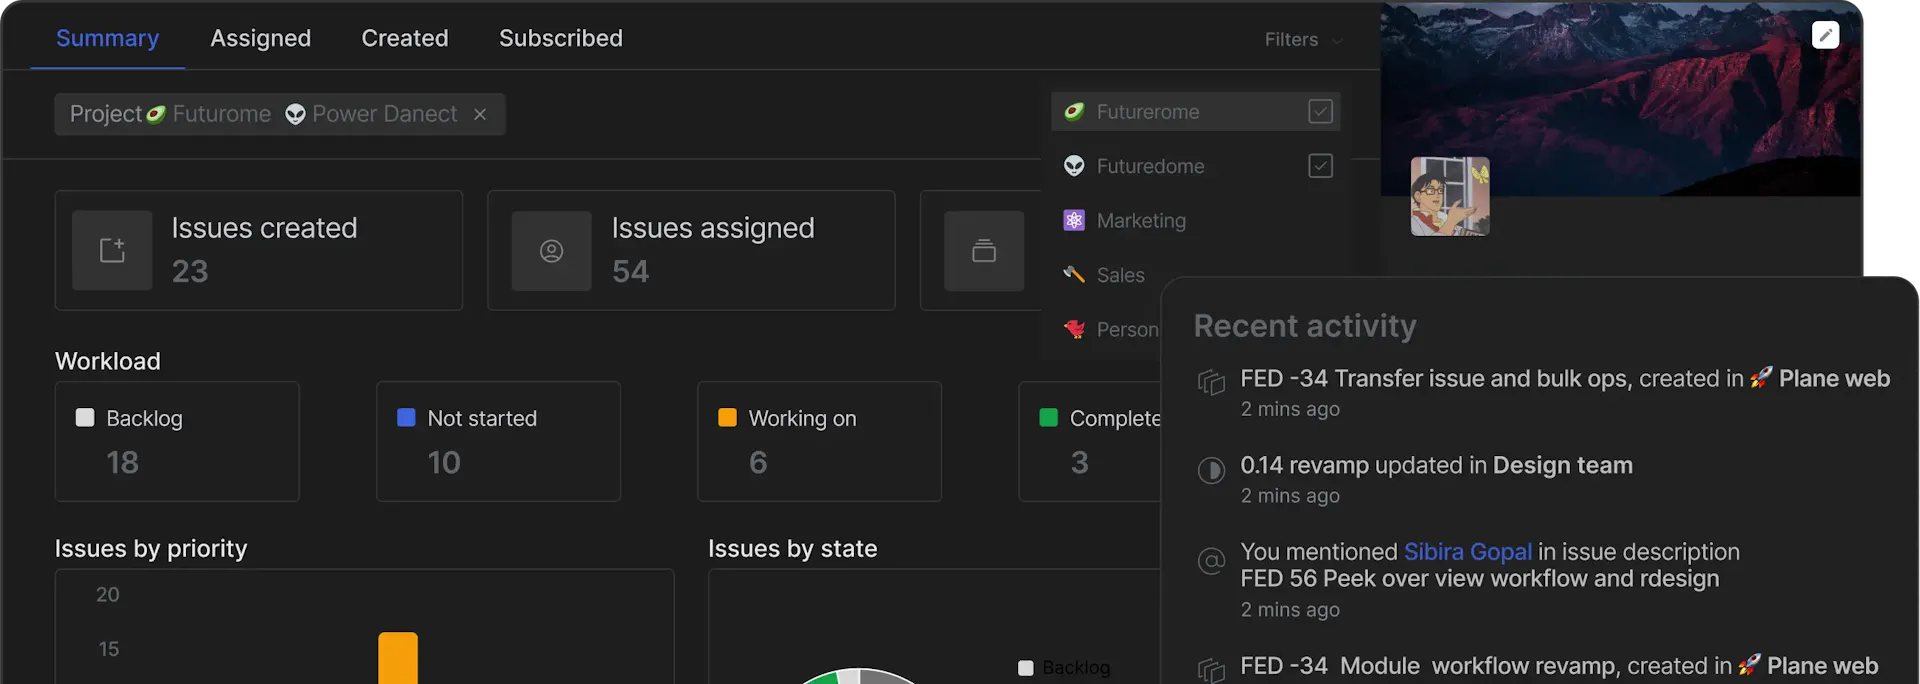 Summary
Assigned
Created
Subscribed
Filters
Project Futurome Power Danect
Futurerome
Futuredome
Marketing
Sales
Person
Issues created
23
Issues assigned
54
Workload
Backlog
18
Not started
10
Working on
6
Complete
3
Issues by priority
20
15
Issues by state
Backlog
Recent activity
FED -34 Transfer issue and bulk ops, created in 🚀 Plane web
2 mins ago
0.14 revamp updated in Design team
2 mins ago
You mentioned Sibira Gopal in issue description
FED 56 Peek over view workflow and rdesign
2 mins ago
FED -34 Module workflow revamp, created in 🚀 Plane web